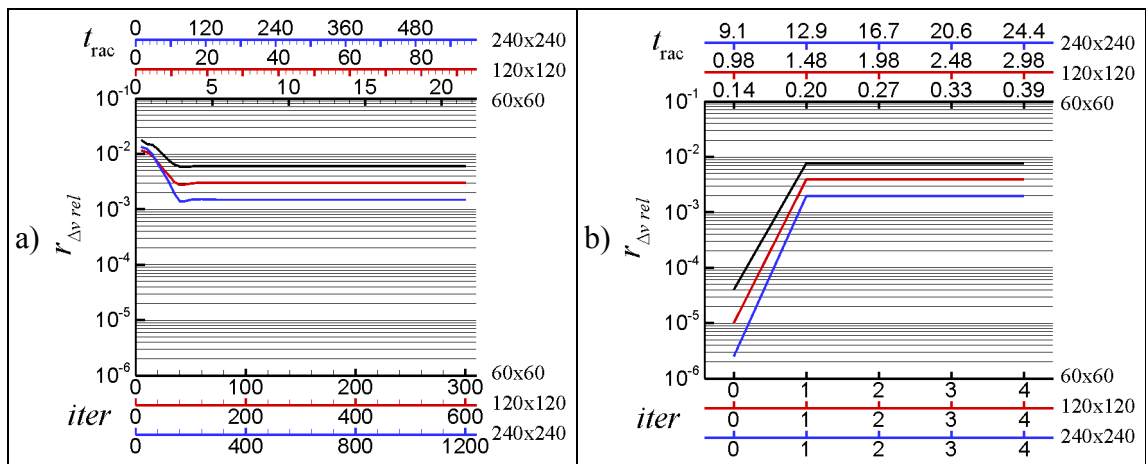 a)
0 120 240 360 480
t_rac 240x240
0 20 40 60 80
120x120
0 5 10 15 20
60x60
10^-1
10^-2
10^-3
10^-4
10^-5
10^-6
r_Δv rel
60x60
0 100 200 300
120x120
iter 0 200 400 600
240x240
0 400 800 1200
b)
9.1 12.9 16.7 20.6 24.4
t_rac 240x240
0.98 1.48 1.98 2.48 2.98
120x120
0.14 0.20 0.27 0.33 0.39
60x60
10^-1
10^-2
10^-3
10^-4
10^-5
10^-6
r_Δv rel
60x60
0 1 2 3 4
120x120
iter 0 1 2 3 4
240x240
0 1 2 3 4